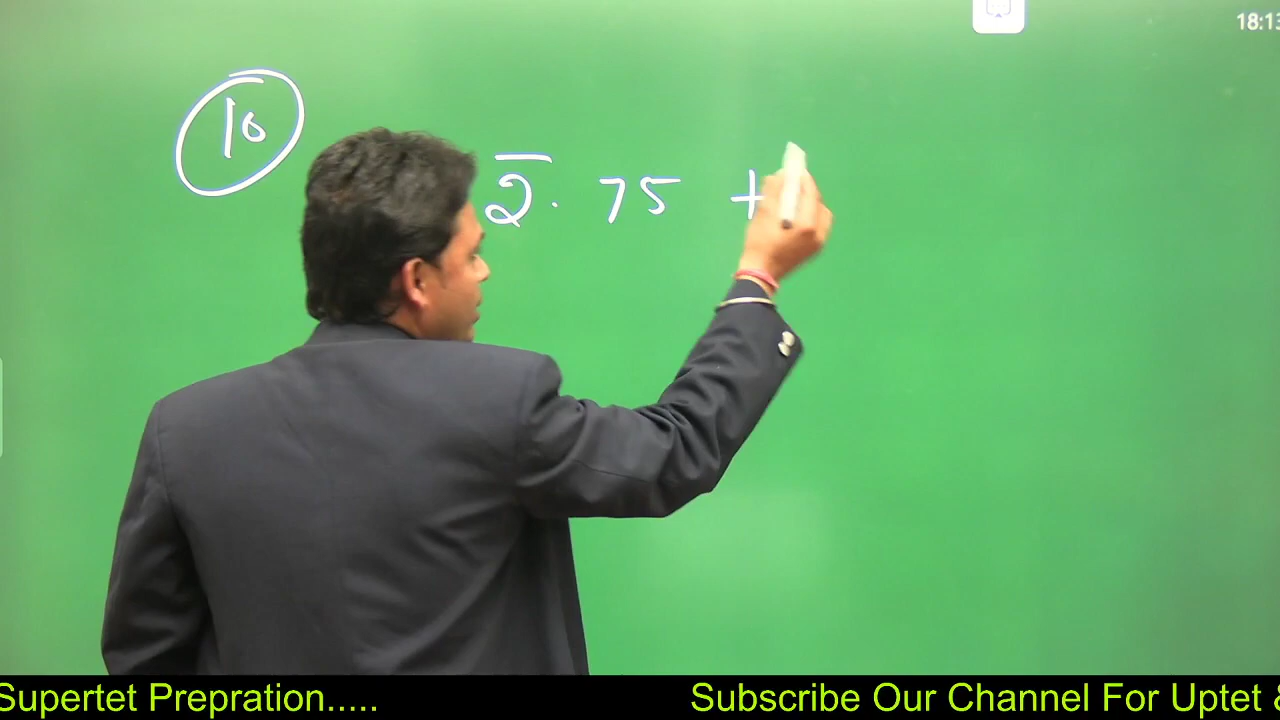 18:13
10
2̅. 75 +
Supertet Prepration..... Subscribe Our Channel For Uptet &